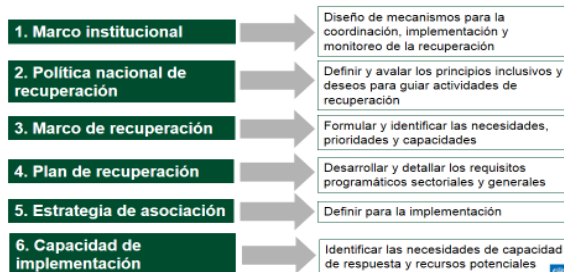 1. Marco institucional
Diseño de mecanismos para la
coordinación, implementación y
monitoreo de la recuperación
2. Política nacional de
recuperación
Definir y avalar los principios inclusivos y
deseos para guiar actividades de
recuperación
3. Marco de recuperación
Formular y identificar las necesidades,
prioridades y capacidades
4. Plan de recuperación
Desarrollar y detallar los requisitos
programáticos sectoriales y generales
5. Estrategia de asociación
Definir para la implementación
6. Capacidad de
implementación
Identificar las necesidades de capacidad
de respuesta y recursos potenciales